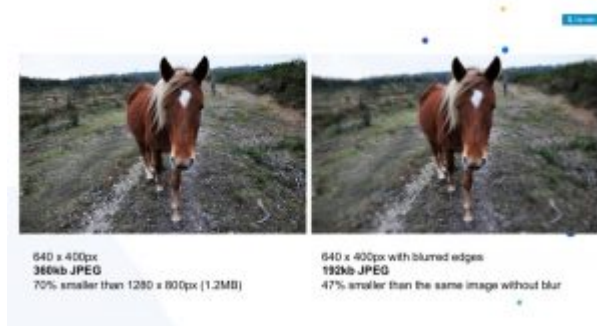 640 x 400px
360kb JPEG
70% smaller than 1280 x 800px (1.2MB)
640 x 400px with blurred edges
192kb JPEG
47% smaller than the same image without blur